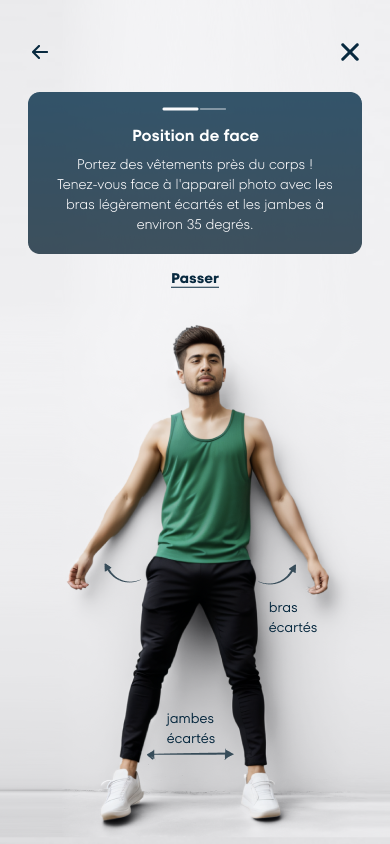 Position de face
Portez des vêtements près du corps !
Tenez-vous face à l'appareil photo avec les
bras légèrement écartés et les jambes à
environ 35 degrés.
Passer
bras
écartés
jambes
écartés